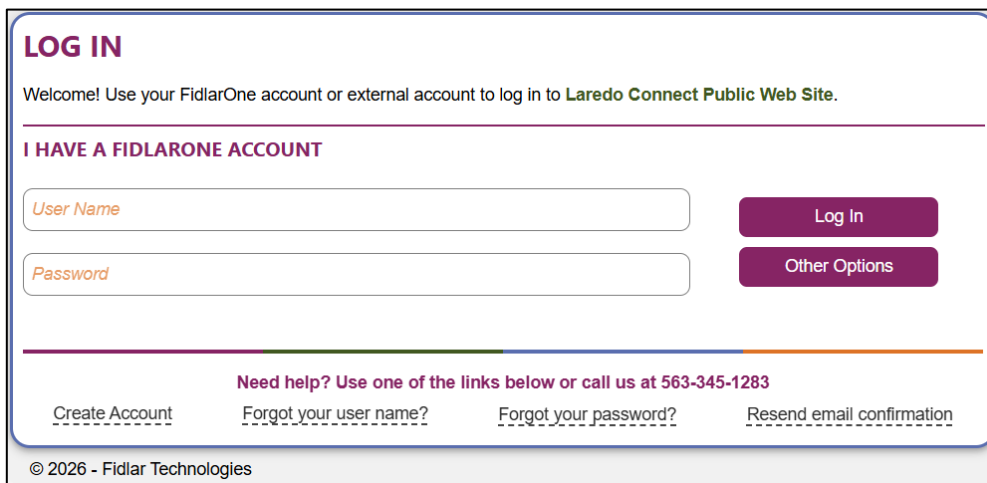 LOG IN
Welcome! Use your FidlarOne account or external account to log in to Laredo Connect Public Web Site.
I HAVE A FIDLARONE ACCOUNT
User Name
Log In
Password
Other Options
Need help? Use one of the links below or call us at 563-345-1283
Create Account Forgot your user name? Forgot your password? Resend email confirmation
© 2026 - Fidlar Technologies